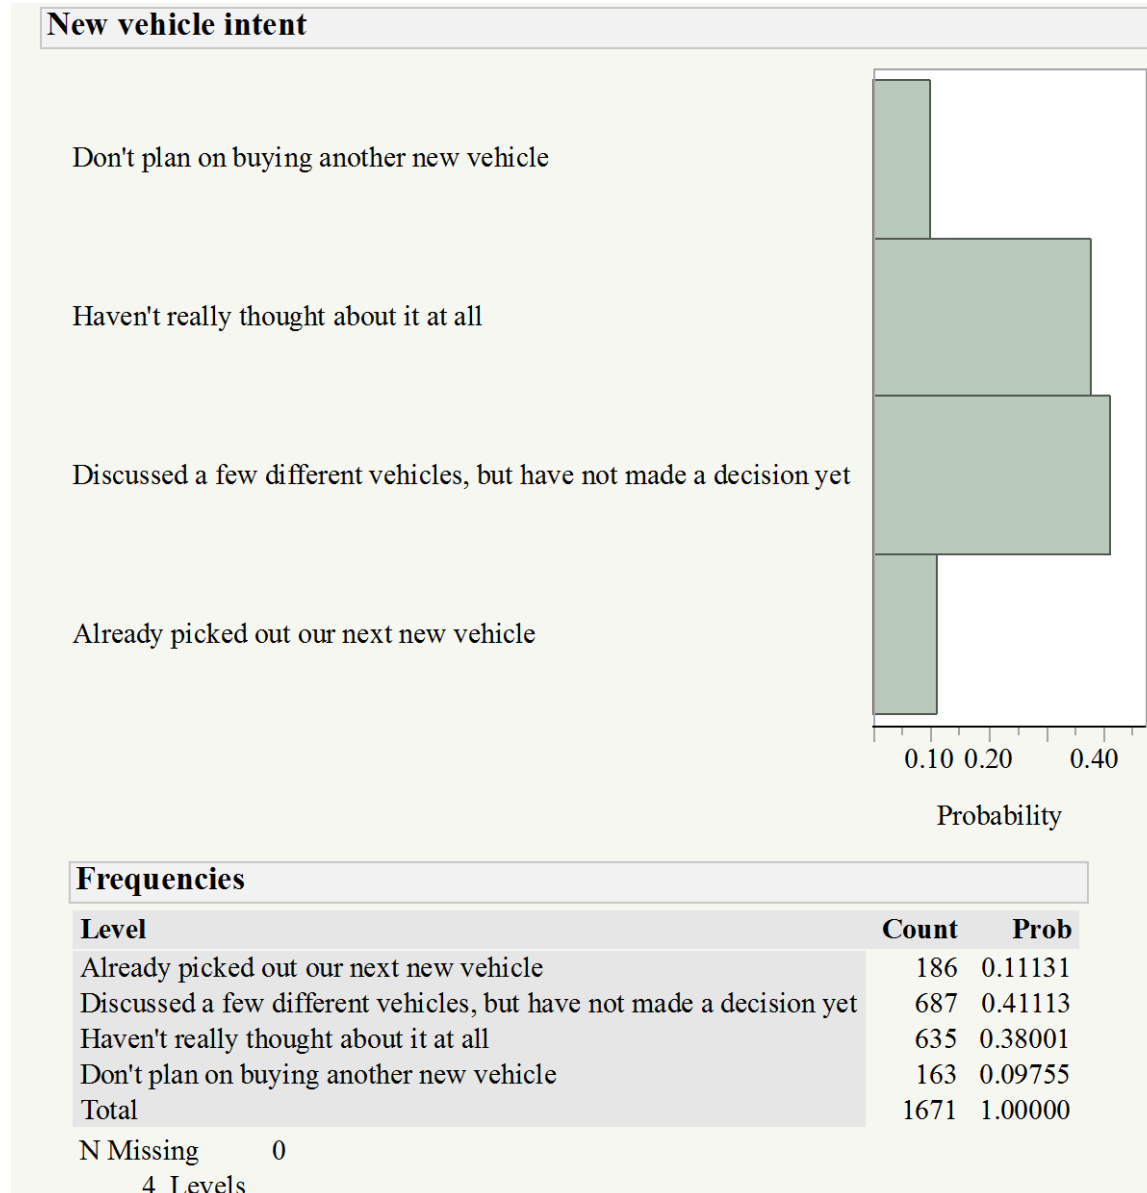 New vehicle intent
Don't plan on buying another new vehicle
Haven't really thought about it at all
Discussed a few different vehicles, but have not made a decision yet
Already picked out our next new vehicle
0.10 0.20 0.40
Probability
Frequencies
Level Count Prob
Already picked out our next new vehicle 186 0.11131
Discussed a few different vehicles, but have not made a decision yet 687 0.41113
Haven't really thought about it at all 635 0.38001
Don't plan on buying another new vehicle 163 0.09755
Total 1671 1.00000
N Missing 0
4 Levels